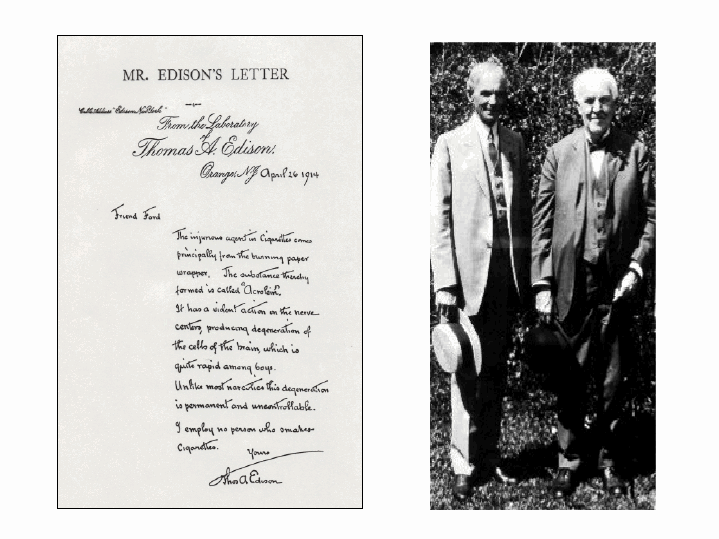 MR. EDISON'S LETTER
From the Laboratory
of
Thomas A. Edison.
Orange, N.J. April 26 1914
Friend Ford
The injurious agent in Cigarettes comes
principally from the burning paper
wrapper. The substance thereby
formed is called "Acrolein".
It has a violent action on the nerve
centers, producing degeneration of
the cells of the brain, which is
quite rapid among boys.
Unlike most narcotics this degeneration
is permanent and uncontrollable.
I employ no person who smokes
Cigarettes.
Yours
Thos A Edison